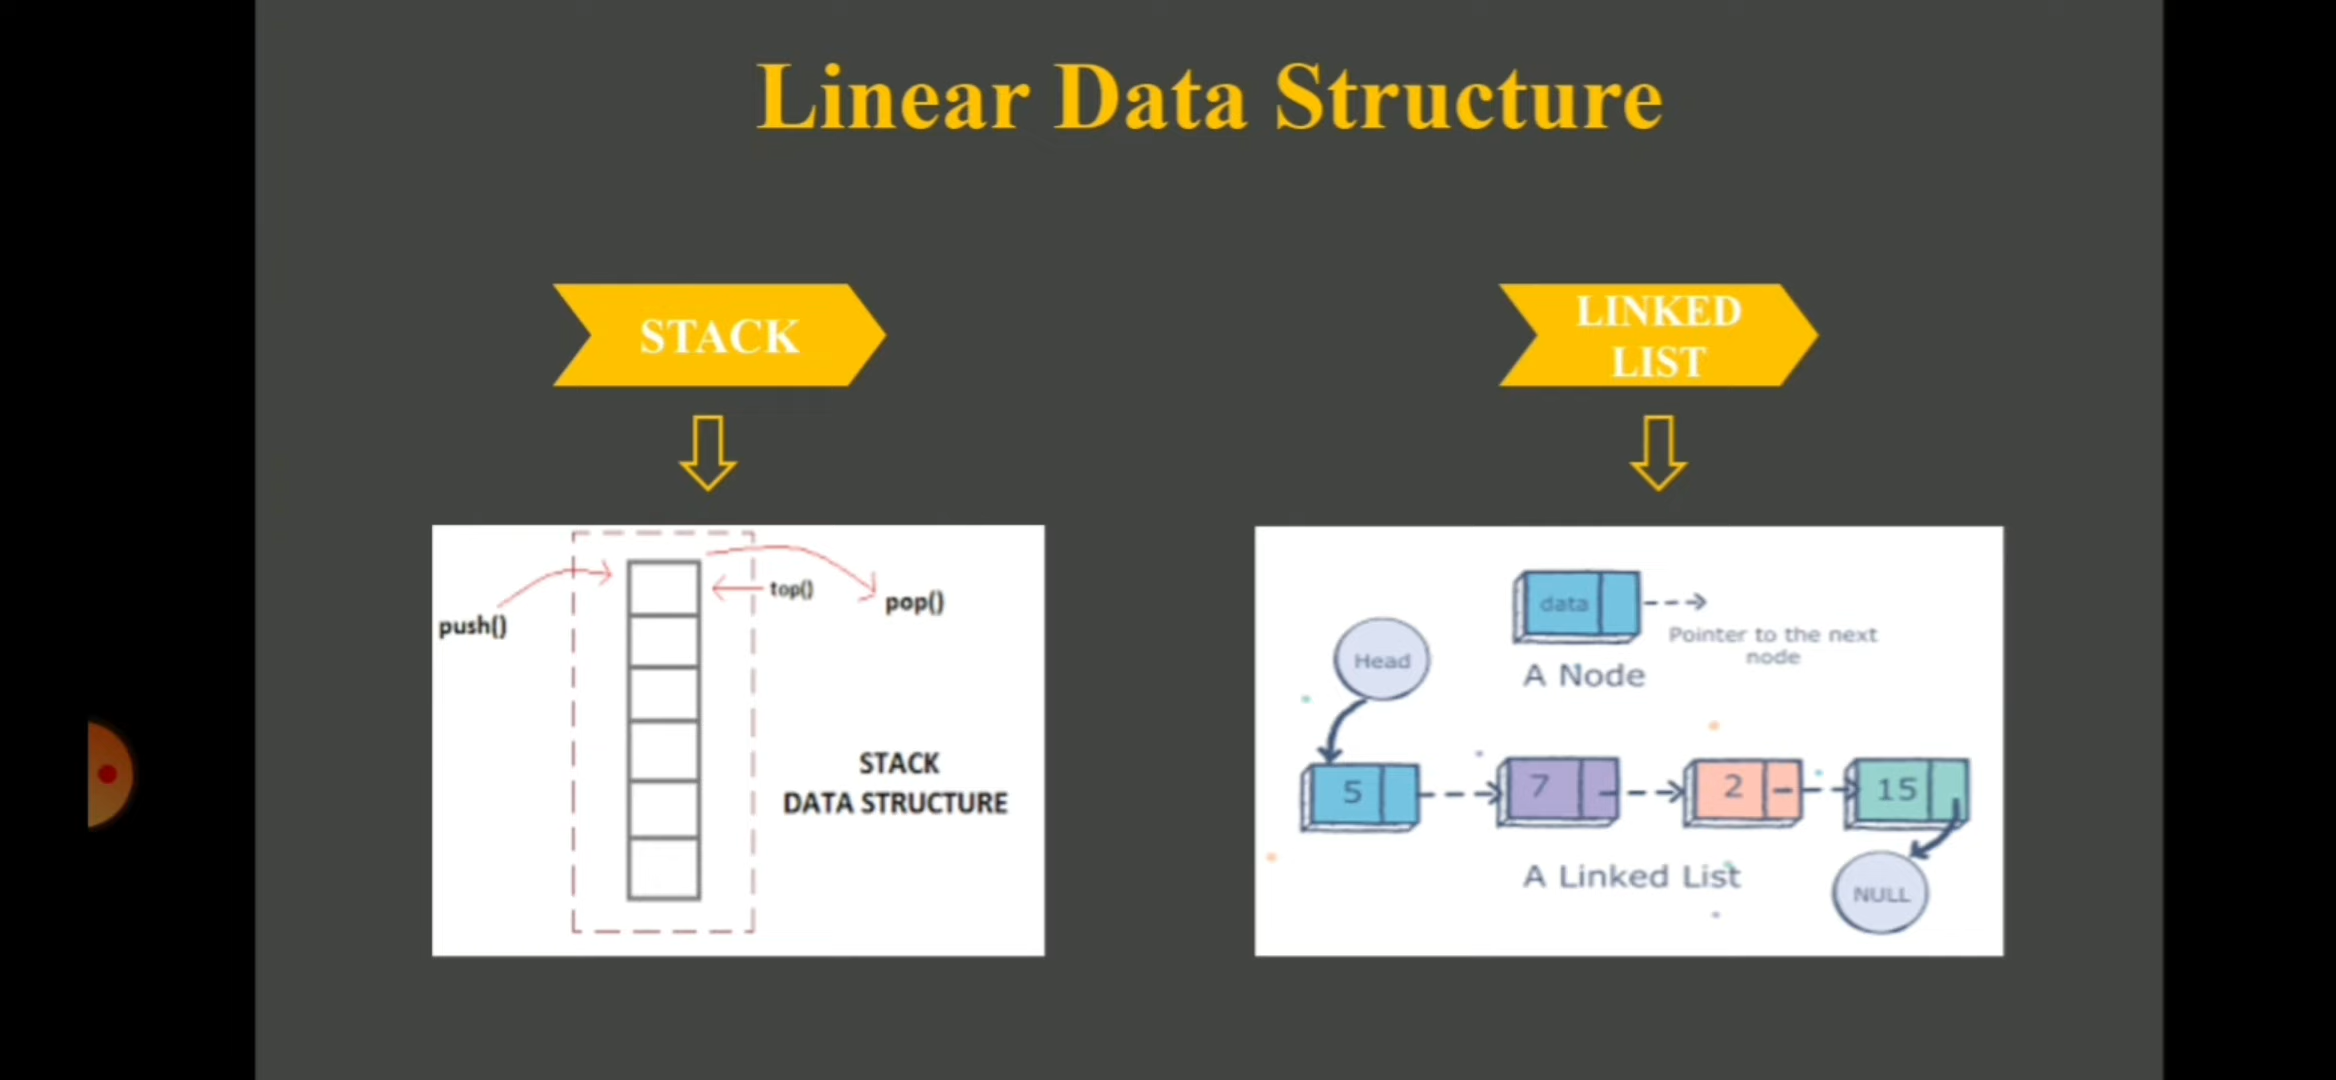 Linear Data Structure
STACK
LINKED
LIST
push()
top()
pop()
STACK
DATA STRUCTURE
data
Pointer to the next
node
A Node
Head
5
7
2
15
A Linked List
NULL